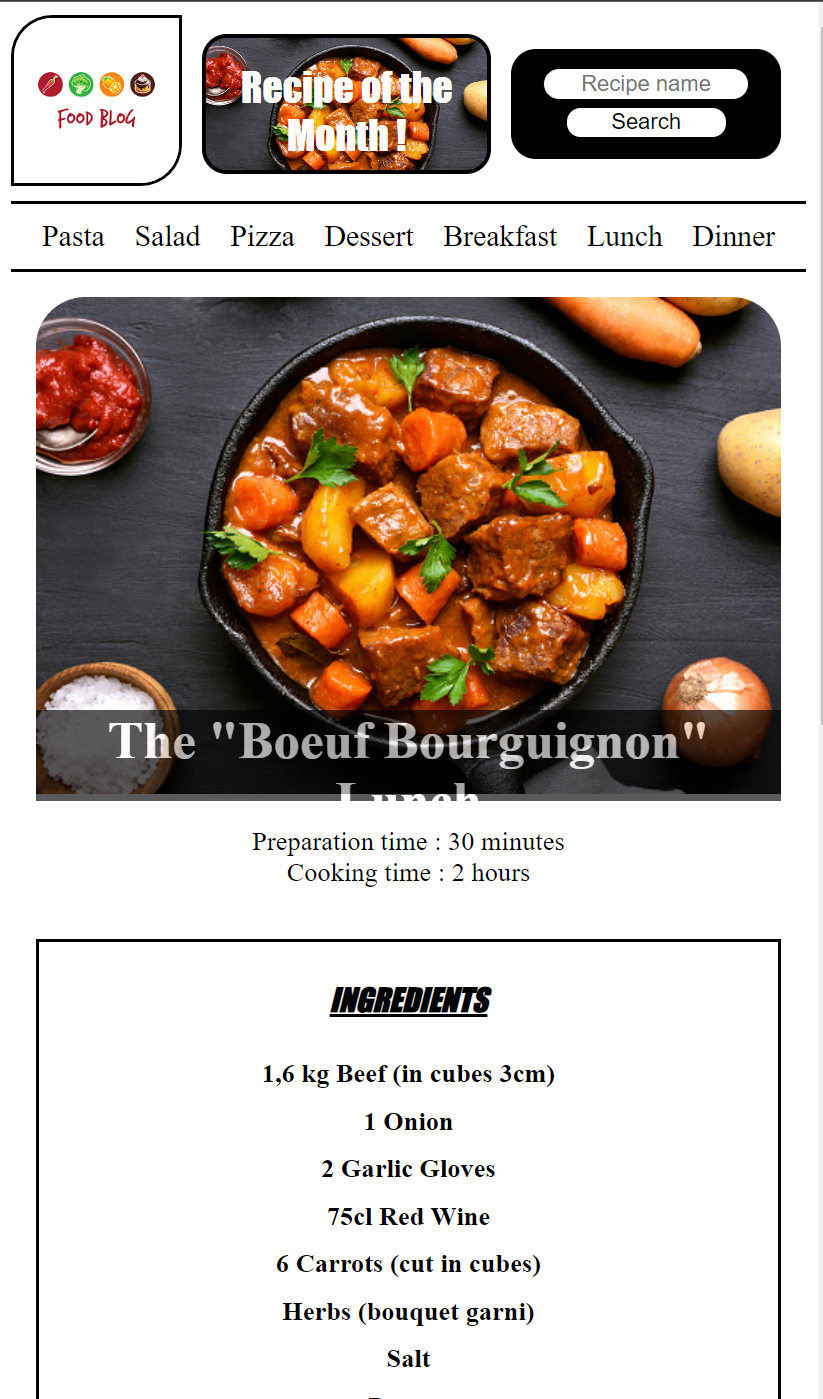 FOOD BLOG
Recipe of the
Month !
Recipe name
Search
Pasta Salad Pizza Dessert Breakfast Lunch Dinner
The "Boeuf Bourguignon"
Lunch
Preparation time : 30 minutes
Cooking time : 2 hours
INGREDIENTS
1,6 kg Beef (in cubes 3cm)
1 Onion
2 Garlic Gloves
75cl Red Wine
6 Carrots (cut in cubes)
Herbs (bouquet garni)
Salt